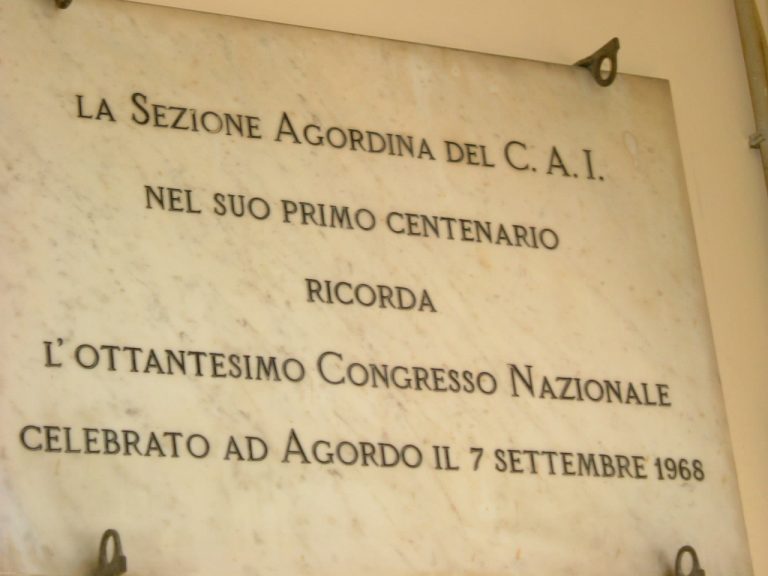 LA SEZIONE AGORDINA DEL C. A. I.
NEL SUO PRIMO CENTENARIO
RICORDA
L'OTTANTESIMO CONGRESSO NAZIONALE
CELEBRATO AD AGORDO IL 7 SETTEMBRE 1968